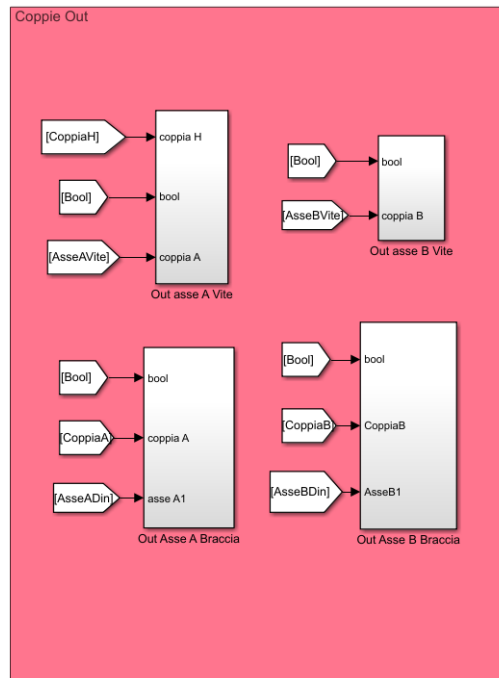 Coppie Out
[CoppiaH]
coppia H
[Bool]
bool
[AsseAVite]
coppia A
Out asse A Vite
[Bool]
bool
[AsseBVite]
coppia B
Out asse B Vite
[Bool]
bool
[CoppiaA]
coppia A
[AsseADin]
asse A1
Out Asse A Braccia
[Bool]
bool
[CoppiaB]
CoppiaB
[AsseBDin]
AsseB1
Out Asse B Braccia